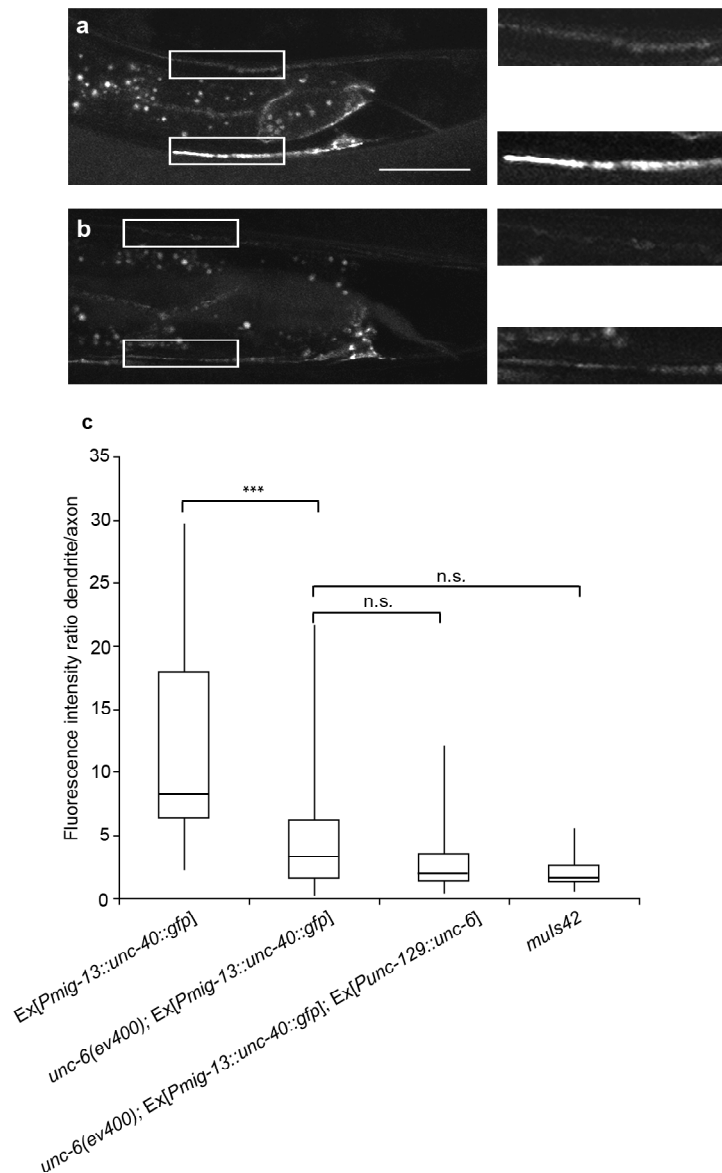 a
b
c
Fluorescence intensity ratio dendrite/axon
35
30
25
20
15
10
5
0
***
n.s.
n.s.
Ex[Pmig-13::unc-40::gfp]
unc-6(ev400); Ex[Pmig-13::unc-40::gfp]
unc-6(ev400); Ex[Pmig-13::unc-40::gfp]; Ex[Punc-129::unc-6]
muIs42